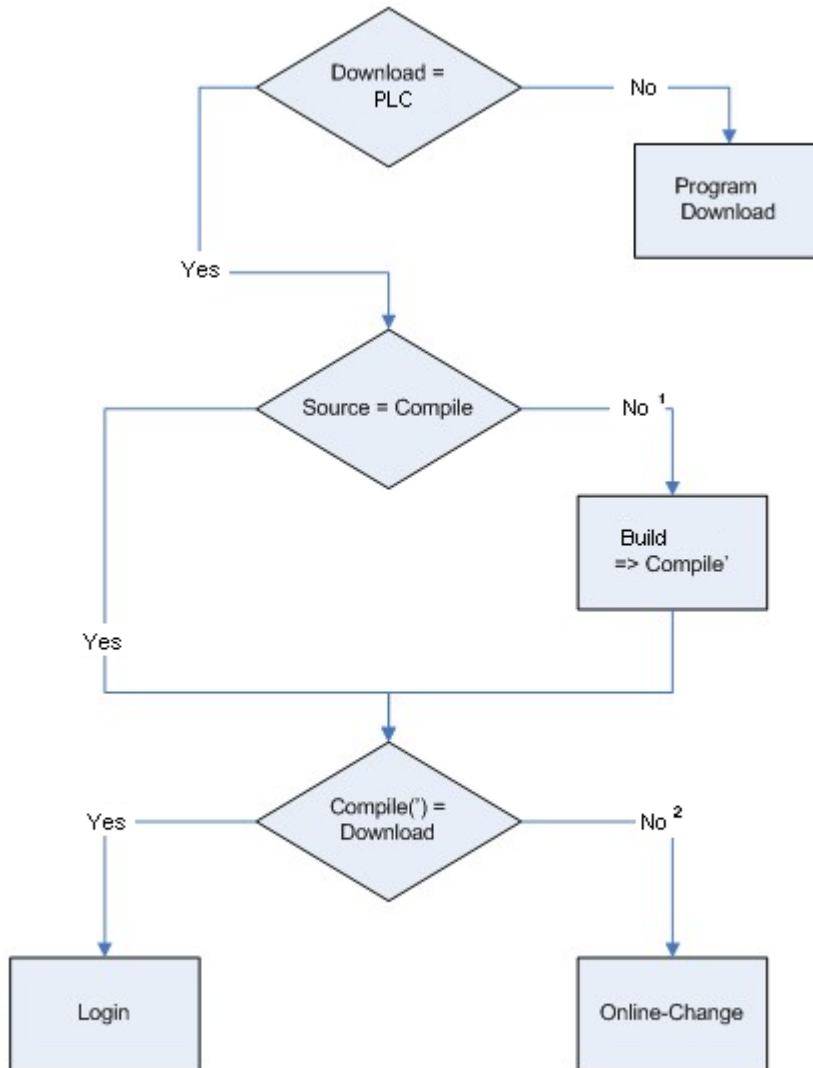 Download =
PLC
No
Program
Download
Yes
Source = Compile
No 1
Build
=> Compile'
Yes
Compile(') =
Download
Yes
No 2
Login
Online-Change